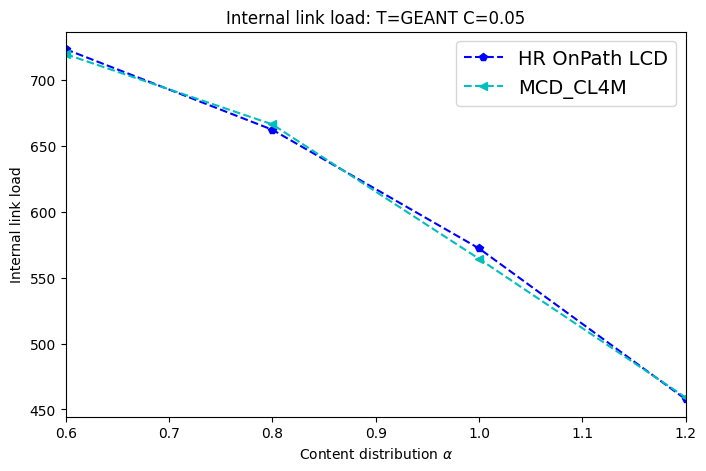 Internal link load: T=GEANT C=0.05
HR OnPath LCD
MCD_CL4M
Internal link load
700
650
600
550
500
450
0.6 0.7 0.8 0.9 1.0 1.1 1.2
Content distribution α